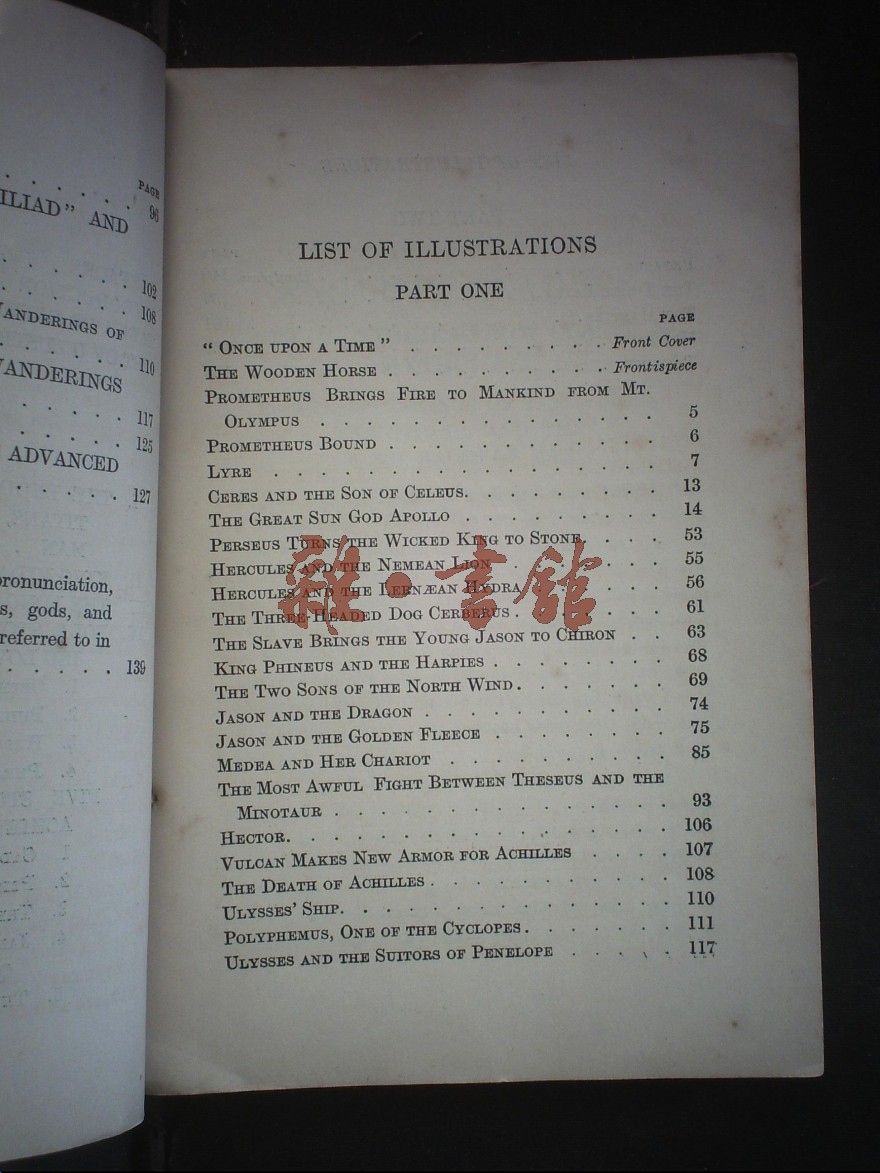 PAGE
. . . . . . 96
ILIAD" AND
. . . . . 102
. . . . . 108
WANDERINGS OF
. . . . . 110
WANDERINGS
. . . . . 117
. . . . . 125
ADVANCED
. . . . . 127
pronunciation,
s, gods, and
referred to in
. . . . . 139
LIST OF ILLUSTRATIONS
PART ONE
PAGE
“ ONCE UPON A TIME ” . . . . . . . . . Front Cover
THE WOODEN HORSE . . . . . . . . . . Frontispiece
PROMETHEUS BRINGS FIRE TO MANKIND FROM MT.
OLYMPUS . . . . . . . . . . . . . . . 5
PROMETHEUS BOUND . . . . . . . . . . . . 6
LYRE . . . . . . . . . . . . . . . . . 7
CERES AND THE SON OF CELEUS. . . . . . . . . 13
THE GREAT SUN GOD APOLLO . . . . . . . . . 14
PERSEUS TURNS THE WICKED KING TO STONE. . . . 53
HERCULES AND THE NEMEAN LION . . . . . . . 55
HERCULES AND THE LERNÆAN HYDRA . . . . . . 56
THE THREE-HEADED DOG CERBERUS . . . . . . . 61
THE SLAVE BRINGS THE YOUNG JASON TO CHIRON . . 63
KING PHINEUS AND THE HARPIES . . . . . . . . 68
THE TWO SONS OF THE NORTH WIND . . . . . . . 69
JASON AND THE DRAGON . . . . . . . . . . . 74
JASON AND THE GOLDEN FLEECE . . . . . . . . 75
MEDEA AND HER CHARIOT . . . . . . . . . . 85
THE MOST AWFUL FIGHT BETWEEN THESEUS AND THE
MINOTAUR . . . . . . . . . . . . . . 93
HECTOR. . . . . . . . . . . . . . . . . 106
VULCAN MAKES NEW ARMOR FOR ACHILLES . . . . 107
THE DEATH OF ACHILLES . . . . . . . . . . . 108
ULYSSES’ SHIP. . . . . . . . . . . . . . 110
POLYPHEMUS, ONE OF THE CYCLOPES . . . . . . . 111
ULYSSES AND THE SUITORS OF PENELOPE . . . . . 117
雜·書館